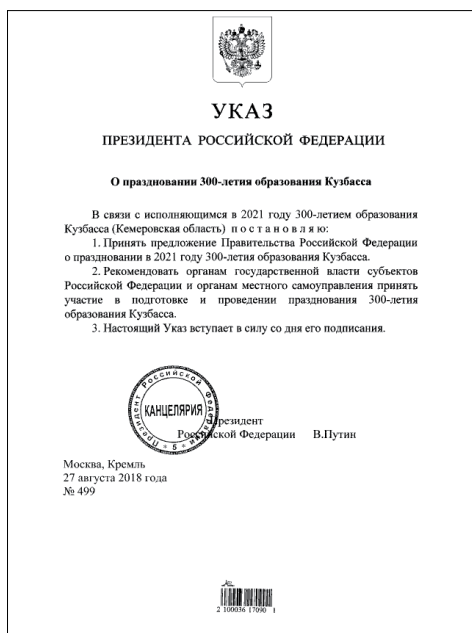 УКАЗ
ПРЕЗИДЕНТА РОССИЙСКОЙ ФЕДЕРАЦИИ
О праздновании 300-летия образования Кузбасса
В связи с исполняющимся в 2021 году 300-летием образования
Кузбасса (Кемеровская область) п о с т а н о в л я ю:
1. Принять предложение Правительства Российской Федерации
о праздновании в 2021 году 300-летия образования Кузбасса.
2. Рекомендовать органам государственной власти субъектов
Российской Федерации и органам местного самоуправления принять
участие в подготовке и проведении празднования 300-летия
образования Кузбасса.
3. Настоящий Указ вступает в силу со дня его подписания.
Президент Российской Федерации
КАНЦЕЛЯРИЯ
5
Президент
Российской Федерации В.Путин
Москва, Кремль
27 августа 2018 года
№ 499
2 100036 17090 1